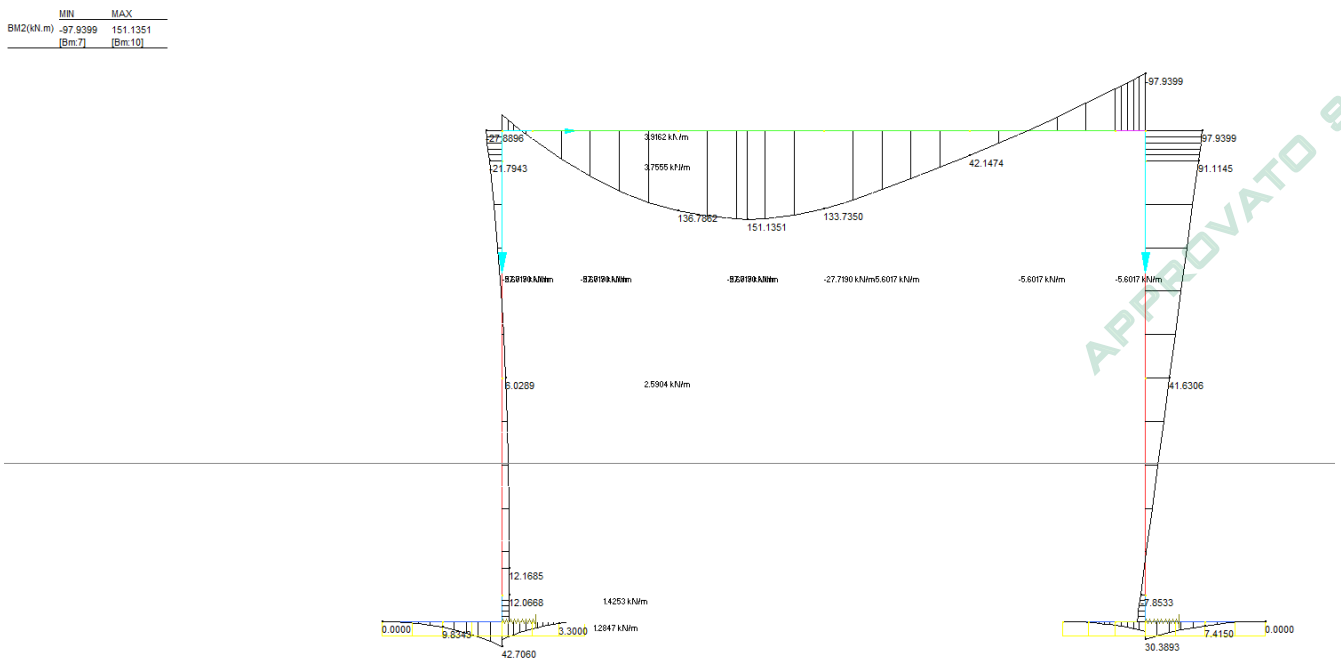 MIN MAX
BM2(kN.m) -97.9399 151.1351
[Bm:7] [Bm:10]
-97.9399
-27.8896
3.9162 kN/m
97.9399
-21.7943
3.7555 kN/m
42.1474
91.1145
136.7862
151.1351
133.7350
-27.7190 kN/m
-5.6017 kN/m
-5.6017 kN/m
-5.6017 kN/m
6.0289
2.5904 kN/m
41.6306
APPROVATO
12.1685
12.0668
1.4253 kN/m
-7.8533
0.0000
9.8343
3.3000
1.2847 kN/m
7.4150
0.0000
42.7060
30.3893